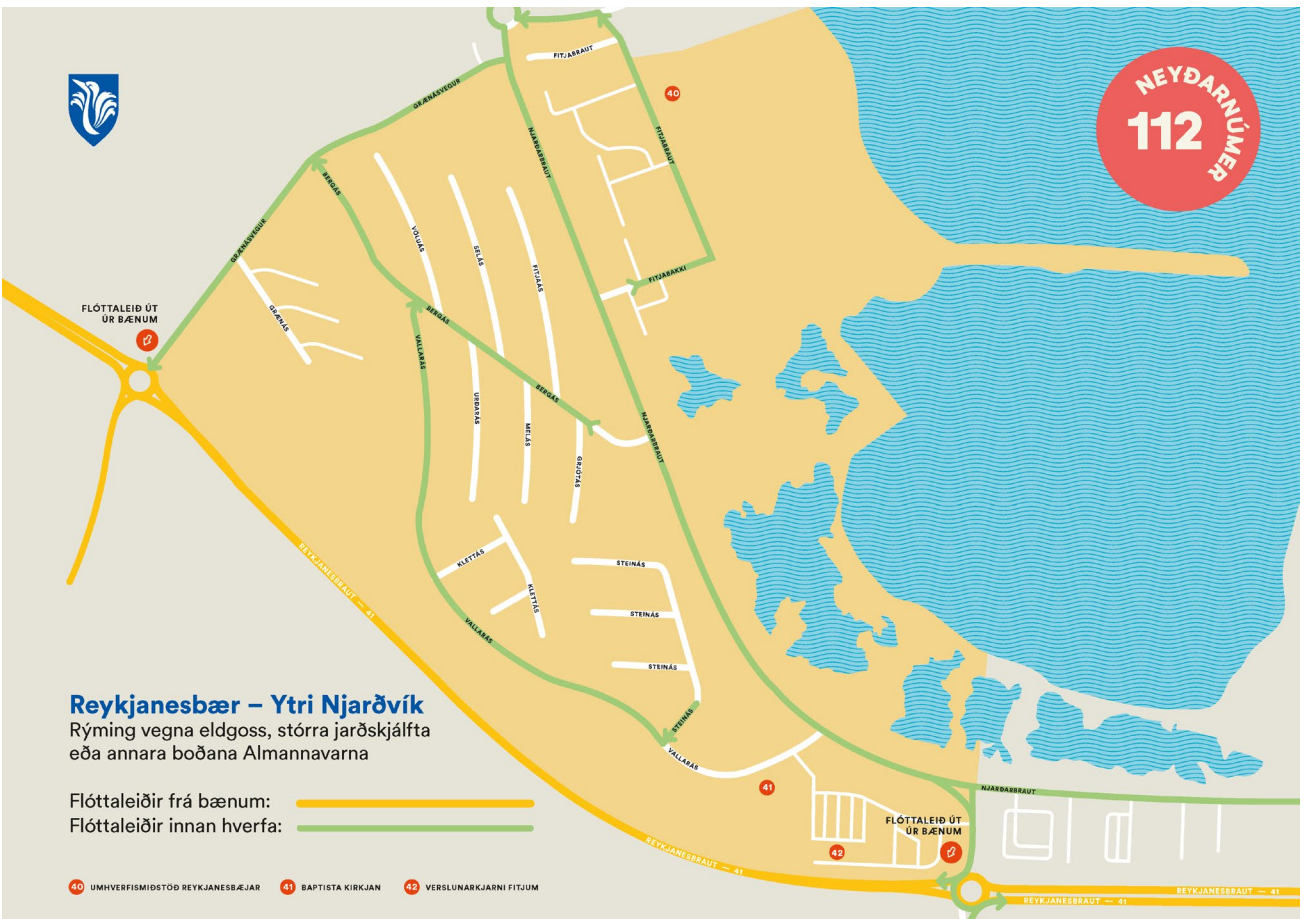 FITJABRAUT
NEYÐARNÚMER
112
40
GRÆNÁSVEGUR
NJARÐARBRAUT
FITJABRAUT
BERGÁS
GRÆNÁSVEGUR
VOLUÁS
SELÁS
FITJAÁS
FITJABAKKI
FLÓTTALEIÐ ÚT
ÚR BÆNUM
GRÆNÁS
BERGÁS
VALLARÁS
BERGÁS
URÐARÁS
MELÁS
GRJÓTÁS
NJARÐARBRAUT
KLETTÁS
KLETTÁS
STEINÁS
STEINÁS
STEINÁS
STEINÁS
VALLARÁS
VALLARÁS
REYKJANESBRAUT — 41
41
42
NJARÐARBRAUT
FLÓTTALEIÐ ÚT
ÚR BÆNUM
REYKJANESBRAUT — 41
REYKJANESBRAUT — 41
REYKJANESBRAUT — 41
Reykjanesbær – Ytri Njarðvík
Rýming vegna eldgoss, stórra jarðskjálfta
eða annara boðana Almannavarna
Flóttaleiðir frá bænum:
Flóttaleiðir innan hverfa:
40 UMHVERFISMIÐSTÖÐ REYKJANESBÆJAR 41 BAPTISTA KIRKJAN 42 VERSLUNARKJARNI FITJUM